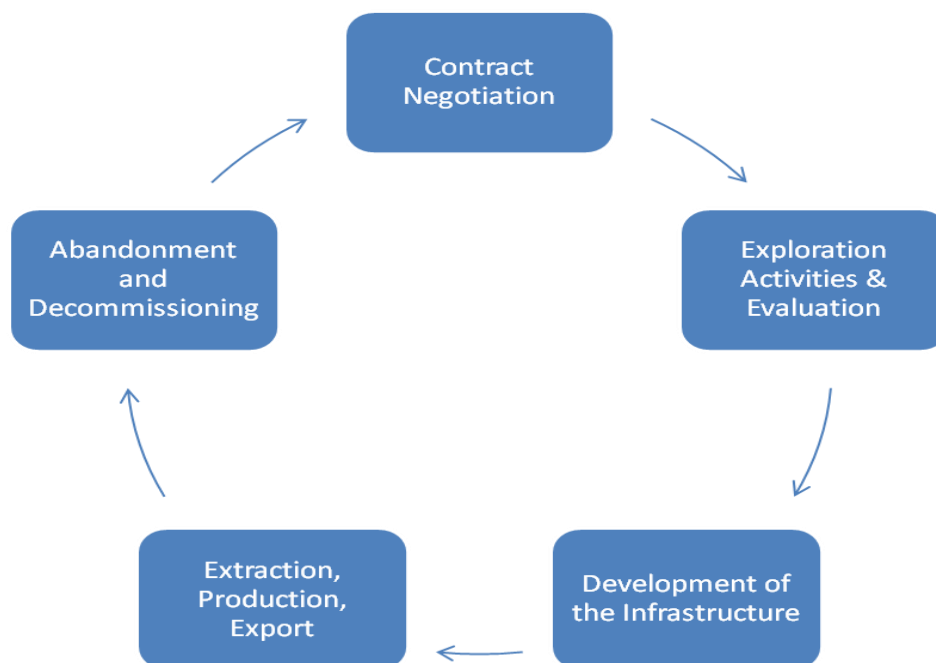 Contract
Negotiation
Exploration
Activities &
Evaluation
Development of
the Infrastructure
Extraction,
Production,
Export
Abandonment
and
Decommissioning